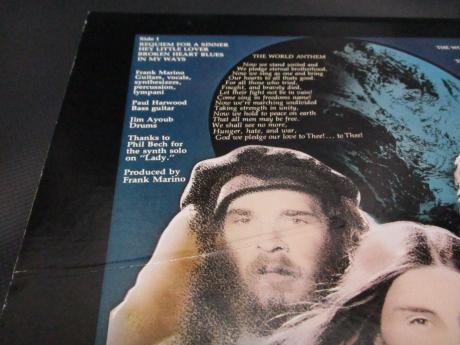 Side 1
REQUIEM FOR A SINNER
HEY LITTLE LOVER
BROKEN HEART BLUES
IN MY WAYS
Frank Marino
Guitars, vocals,
synthesizers,
percussion,
tympani
Paul Harwood
Bass guitar
Jim Ayoub
Drums
Thanks to
Phil Bech for
the synth solo
on "Lady."
Produced by
Frank Marino
THE WORLD ANTHEM
Now we stand united and
We pledge eternal brotherhood,
Now we sing as one and bring
Our hearts to all thats good.
For all those who tried,
Fought, and bravely died,
Let their fight not be in vain!
Come sing in freedoms name!
Now we're marching undivided
Taking strength in unity,
Now we hold to peace on earth
That all men may be free.
We shall see no more,
Hunger, hate, and war,
God we pledge our love to Thee!...to Thee!
THE WO